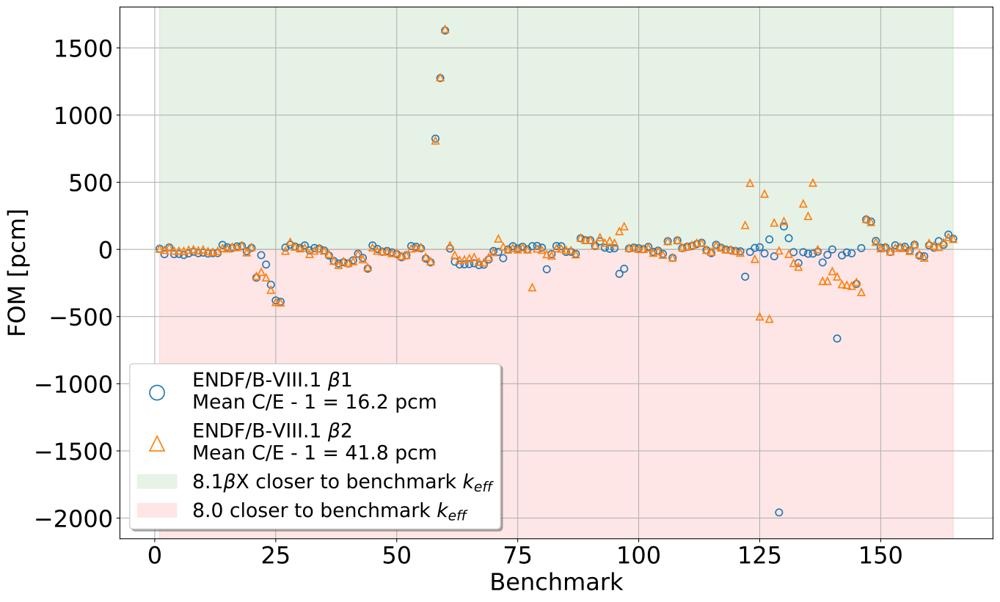 1500
1000
500
0
−500
−1000
−1500
−2000
FOM [pcm]
ENDF/B-VIII.1 β1
Mean C/E - 1 = 16.2 pcm
ENDF/B-VIII.1 β2
Mean C/E - 1 = 41.8 pcm
8.1βX closer to benchmark k_eff
8.0 closer to benchmark k_eff
0 25 50 75 100 125 150
Benchmark